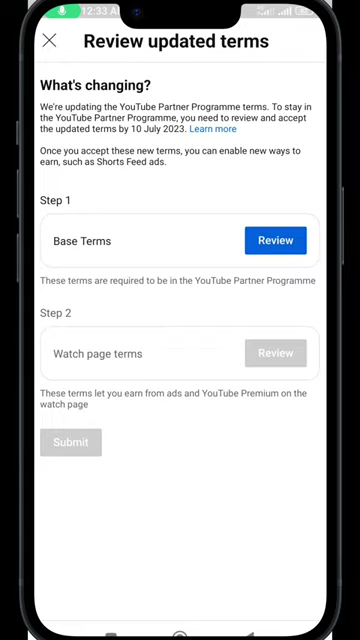 12:33 A
Review updated terms
What's changing?
We're updating the YouTube Partner Programme terms. To stay in
the YouTube Partner Programme, you need to review and accept
the updated terms by 10 July 2023. Learn more
Once you accept these new terms, you can enable new ways to
earn, such as Shorts Feed ads.
Step 1
Base Terms
Review
These terms are required to be in the YouTube Partner Programme
Step 2
Watch page terms
Review
These terms let you earn from ads and YouTube Premium on the
watch page
Submit